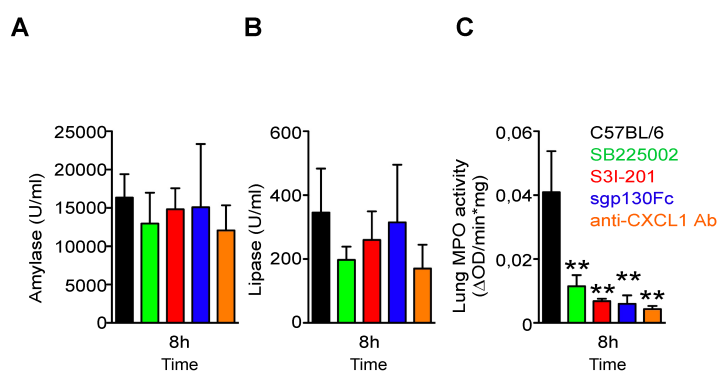 A
B
C
25000
20000
15000
10000
5000
0
Amylase (U/ml)
8h
Time
600
400
200
0
Lipase (U/ml)
8h
Time
0,06
0,04
0,02
0
Lung MPO activity
(ΔOD/min*mg)
C57BL/6
SB225002
S3I-201
sgp130Fc
anti-CXCL1 Ab
**
**
**
**
8h
Time